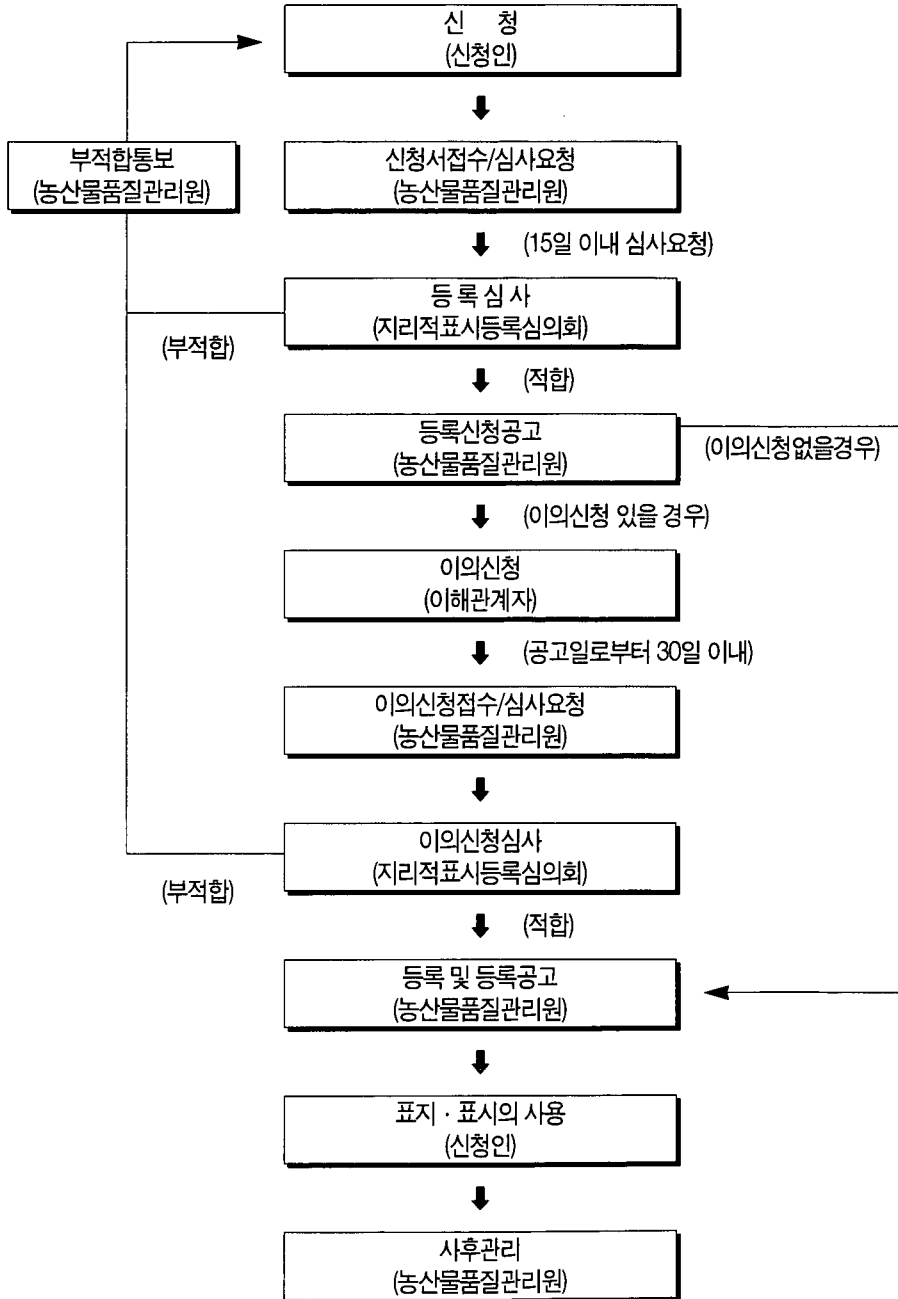 신 청
(신청인)
부적합통보
(농산물품질관리원)
신청서접수/심사요청
(농산물품질관리원)
(15일 이내 심사요청)
등록심사
(지리적표시등록심의회)
(부적합)
(적합)
등록신청공고
(농산물품질관리원)
(이의신청없을경우)
(이의신청 있을 경우)
이의신청
(이해관계자)
(공고일로부터 30일 이내)
이의신청접수/심사요청
(농산물품질관리원)
이의신청심사
(지리적표시등록심의회)
(부적합)
(적합)
등록 및 등록공고
(농산물품질관리원)
표지 · 표시의 사용
(신청인)
사후관리
(농산물품질관리원)